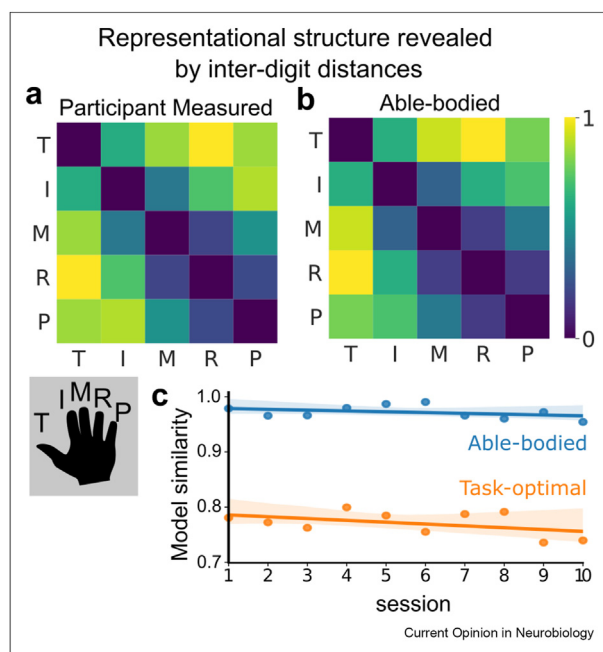 Representational structure revealed
by inter-digit distances
a
Participant Measured
T
I
M
R
P
T I M R P
b
Able-bodied
T
I
M
R
P
T I M R P
1
0
T I M R P
c
Model similarity
1.0
0.9
0.8
0.7
Able-bodied
Task-optimal
1 2 3 4 5 6 7 8 9 10
session
Current Opinion in Neurobiology